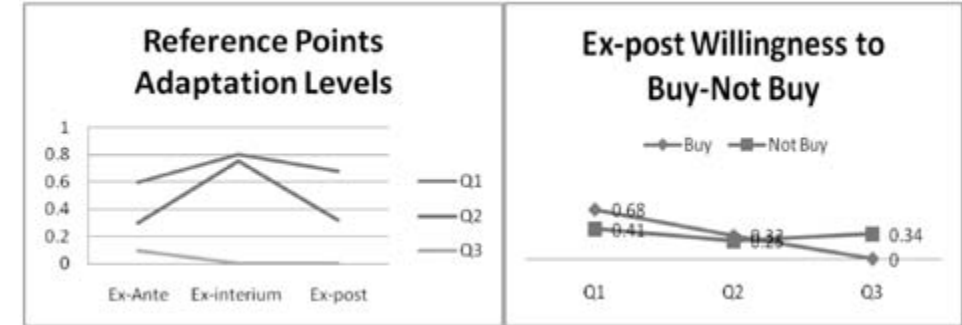 Reference Points
Adaptation Levels
1
0.8
0.6
0.4
0.2
0
Ex-Ante Ex-interium Ex-post
Q1
Q2
Q3
Ex-post Willingness to
Buy-Not Buy
Buy Not Buy
0.68
0.41
0.34
0
Q1 Q2 Q3